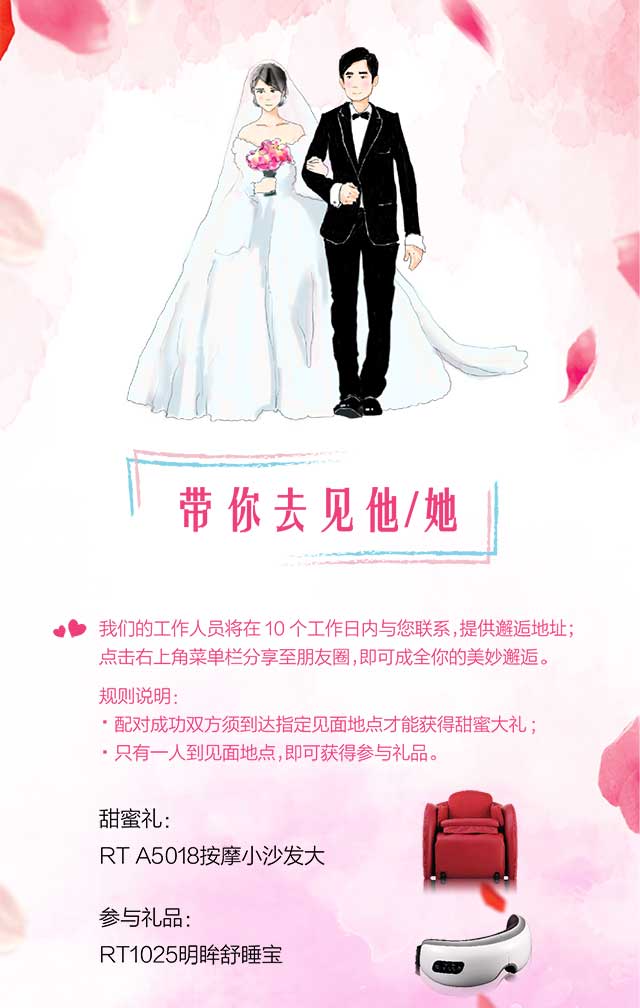 带你去见他/她
我们的工作人员将在 10 个工作日内与您联系，提供邂逅地址；
点击右上角菜单栏分享至朋友圈，即可成全你的美妙邂逅。
规则说明：
· 配对成功双方须到达指定见面地点才能获得甜蜜大礼；
· 只有一人到见面地点，即可获得参与礼品。
甜蜜礼：
RT A5018按摩小沙发大
参与礼品：
RT1025明眸舒睡宝